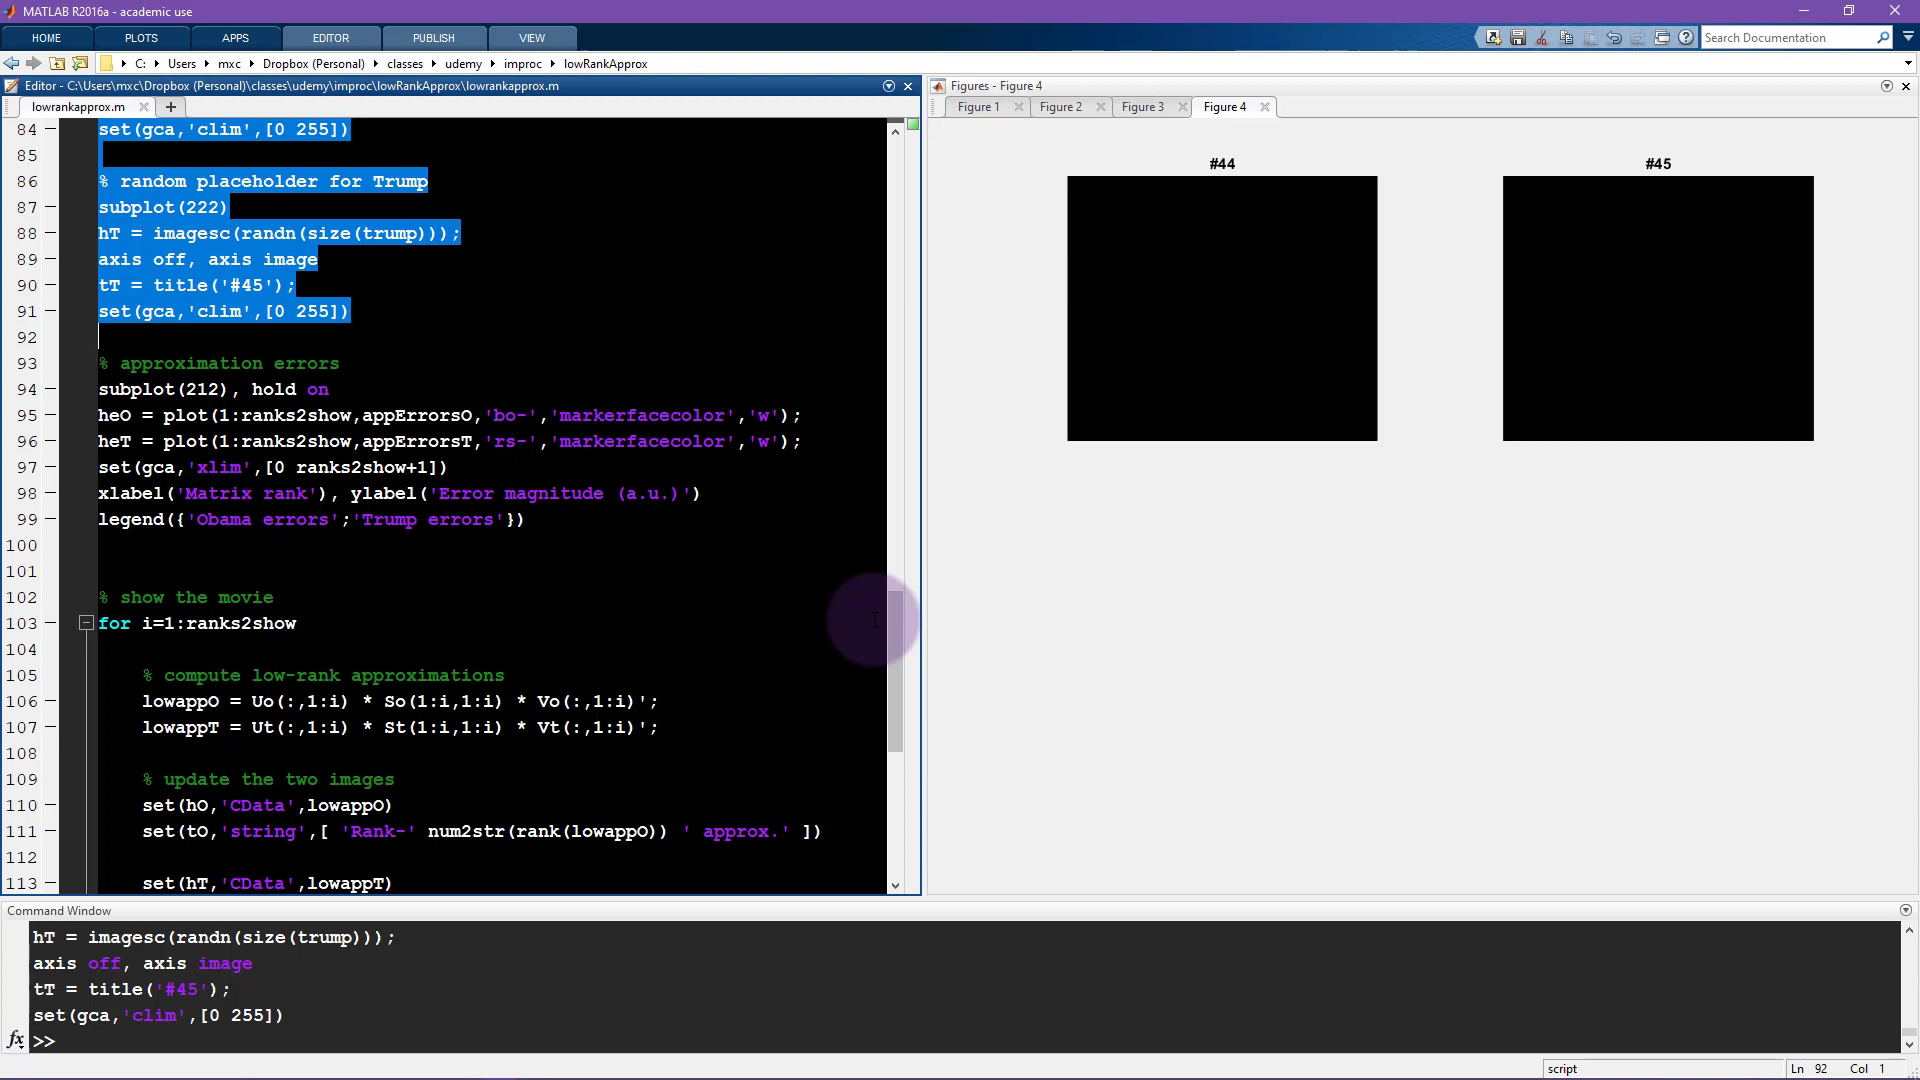 MATLAB R2016a - academic use
HOME PLOTS APPS EDITOR PUBLISH VIEW
Search Documentation
C: Users mxc Dropbox (Personal) classes udemy improc lowRankApprox
Editor - C:\Users\mxc\Dropbox (Personal)\classes\udemy\improc\lowRankApprox\lowrankapprox.m
lowrankapprox.m
84 set(gca,'clim',[0 255])
85
86 % random placeholder for Trump
87 subplot(222)
88 hT = imagesc(randn(size(trump)));
89 axis off, axis image
90 tT = title('#45');
91 set(gca,'clim',[0 255])
92
93 % approximation errors
94 subplot(212), hold on
95 heO = plot(1:ranks2show,appErrorsO,'bo-','markerfacecolor','w');
96 heT = plot(1:ranks2show,appErrorsT,'rs-','markerfacecolor','w');
97 set(gca,'xlim',[0 ranks2show+1])
98 xlabel('Matrix rank'), ylabel('Error magnitude (a.u.)')
99 legend({'Obama errors';'Trump errors'})
100
101
102 % show the movie
103 for i=1:ranks2show
104
105 % compute low-rank approximations
106 lowappO = Uo(:,1:i) * So(1:i,1:i) * Vo(:,1:i)';
107 lowappT = Ut(:,1:i) * St(1:i,1:i) * Vt(:,1:i)';
108
109 % update the two images
110 set(hO,'CData',lowappO)
111 set(tO,'string',[ 'Rank-' num2str(rank(lowappO)) ' approx.' ])
112
113 set(hT,'CData',lowappT)
Figures - Figure 4
Figure 1 Figure 2 Figure 3 Figure 4
#44 #45
Command Window
hT = imagesc(randn(size(trump)));
axis off, axis image
tT = title('#45');
set(gca,'clim',[0 255])
fx >>
script Ln 92 Col 1